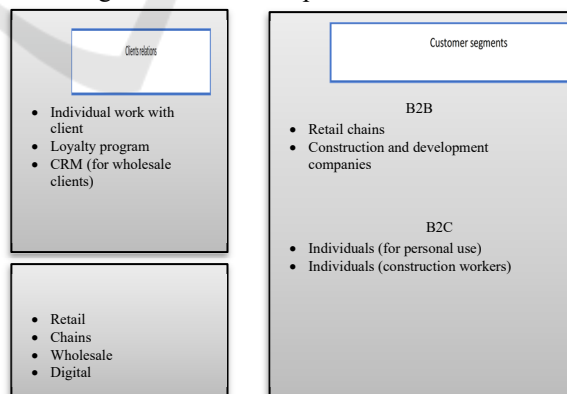 Clients relations
• Individual work with
client
• Loyalty program
• CRM (for wholesale
clients)
• Retail
• Chains
• Wholesale
• Digital
Customer segments
B2B
• Retail chains
• Construction and development
companies
B2C
• Individuals (for personal use)
• Individuals (construction workers)